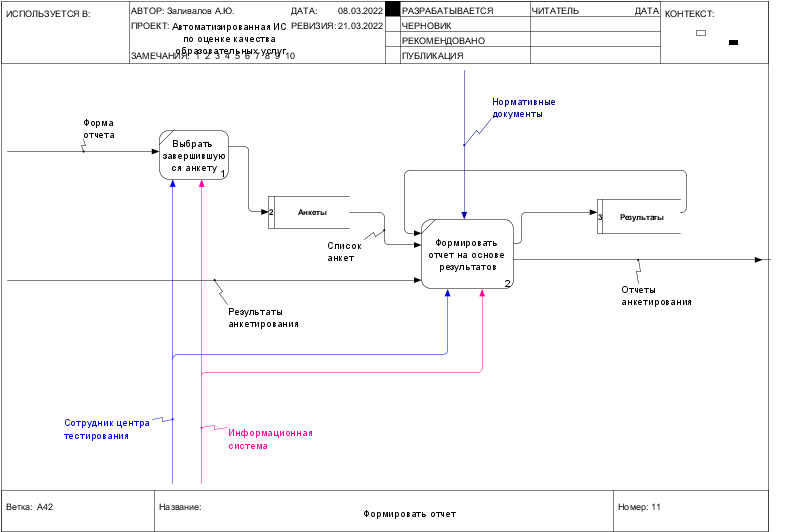 ИСПОЛЬЗУЕТСЯ В:
АВТОР: Заливалов А.Ю.
ДАТА: 08.03.2022
РАЗРАБАТЫВАЕТСЯ
ЧИТАТЕЛЬ
ДАТА
КОНТЕКСТ:
ПРОЕКТ: Автоматизированная ИС
по оценке качества
образовательных услуг
РЕВИЗИЯ: 21.03.2022
ЧЕРНОВИК
РЕКОМЕНДОВАНО
ЗАМЕЧАНИЯ: 1 2 3 4 5 6 7 8 9 10
ПУБЛИКАЦИЯ
Нормативные
документы
Форма
отчета
Выбрать
завершившую
ся анкету
1
2
Анкеты
3
Результаты
Список
анкет
Формировать
отчет на основе
результатов
2
Отчеты
анкетирования
Результаты
анкетирования
Сотрудник центра
тестирования
Информационная
система
Ветка: А42
Название:
Формировать отчет
Номер: 11